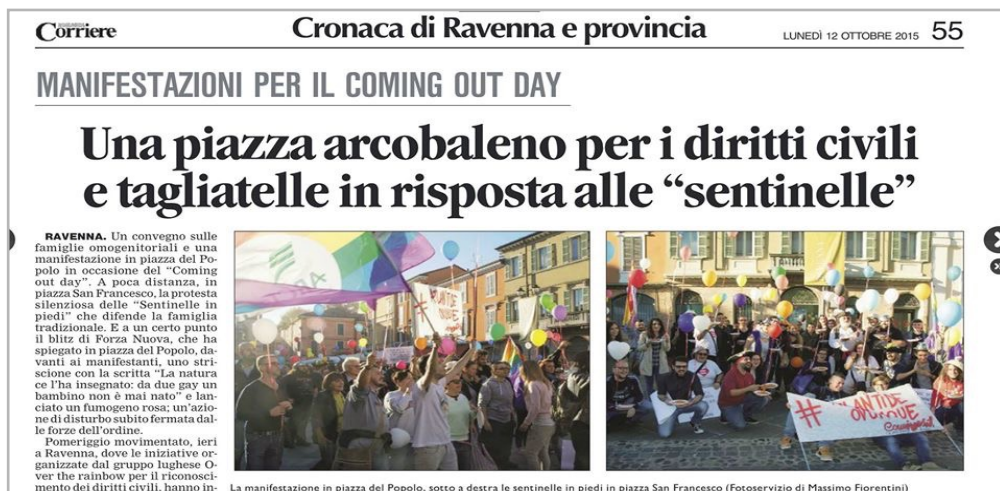 Corriere
Cronaca di Ravenna e provincia
LUNEDÌ 12 OTTOBRE 2015 55
MANIFESTAZIONI PER IL COMING OUT DAY
Una piazza arcobaleno per i diritti civili
e tagliatelle in risposta alle “sentinelle”
RAVENNA. Un convegno sulle
famiglie omogenitoriali e una
manifestazione in piazza del Po-
polo in occasione del “Coming
out day”. A poca distanza, in
piazza San Francesco, la protesta
silenziosa delle “Sentinelle in
piedi” che difende la famiglia
tradizionale. E a un certo punto
il blitz di Forza Nuova, che ha
spiegato in piazza del Popolo, da-
vanti ai manifestanti, uno stri-
scione con la scritta “La natura
ce l’ha insegnato: da due gay un
bambino non è mai nato” e lan-
ciato un fumogeno rosa; un’azio-
ne di disturbo subito fermata dal-
le forze dell’ordine.
Pomeriggio movimentato, ieri
a Ravenna, dove le iniziative or-
ganizzate dal gruppo lughese O-
ver the rainbow per il riconosci-
mento dei diritti civili, hanno in-
La manifestazione in piazza del Popolo, sotto a destra le sentinelle in piedi in piazza San Francesco (Fotoservizio di Massimo Fiorentini)